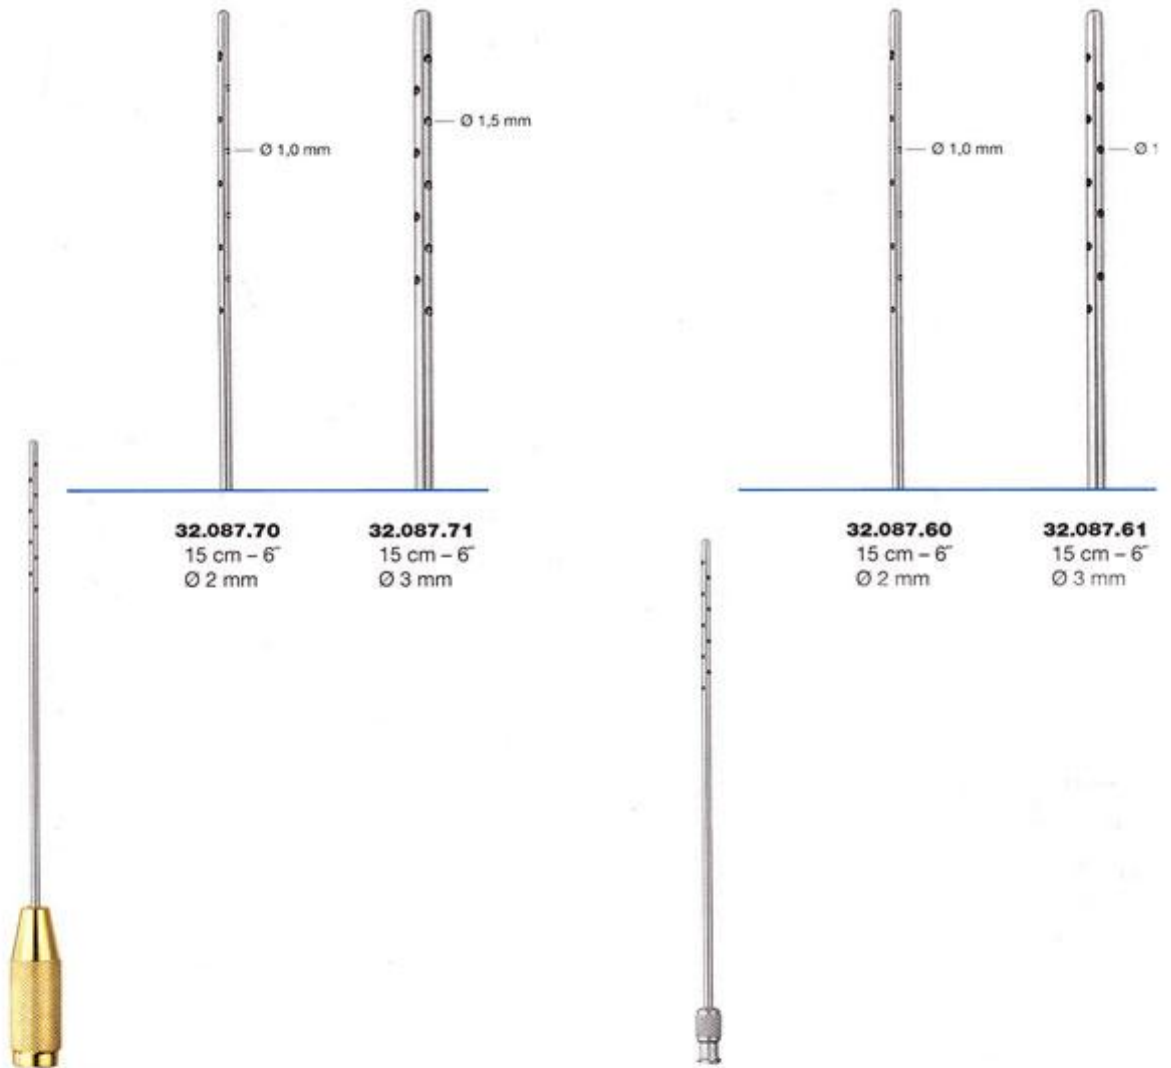 Ø 1,5 mm
Ø 1,0 mm
Ø 1,0 mm
Ø 1
32.087.70
15 cm – 6˝
Ø 2 mm
32.087.71
15 cm – 6˝
Ø 3 mm
32.087.60
15 cm – 6˝
Ø 2 mm
32.087.61
15 cm – 6˝
Ø 3 mm